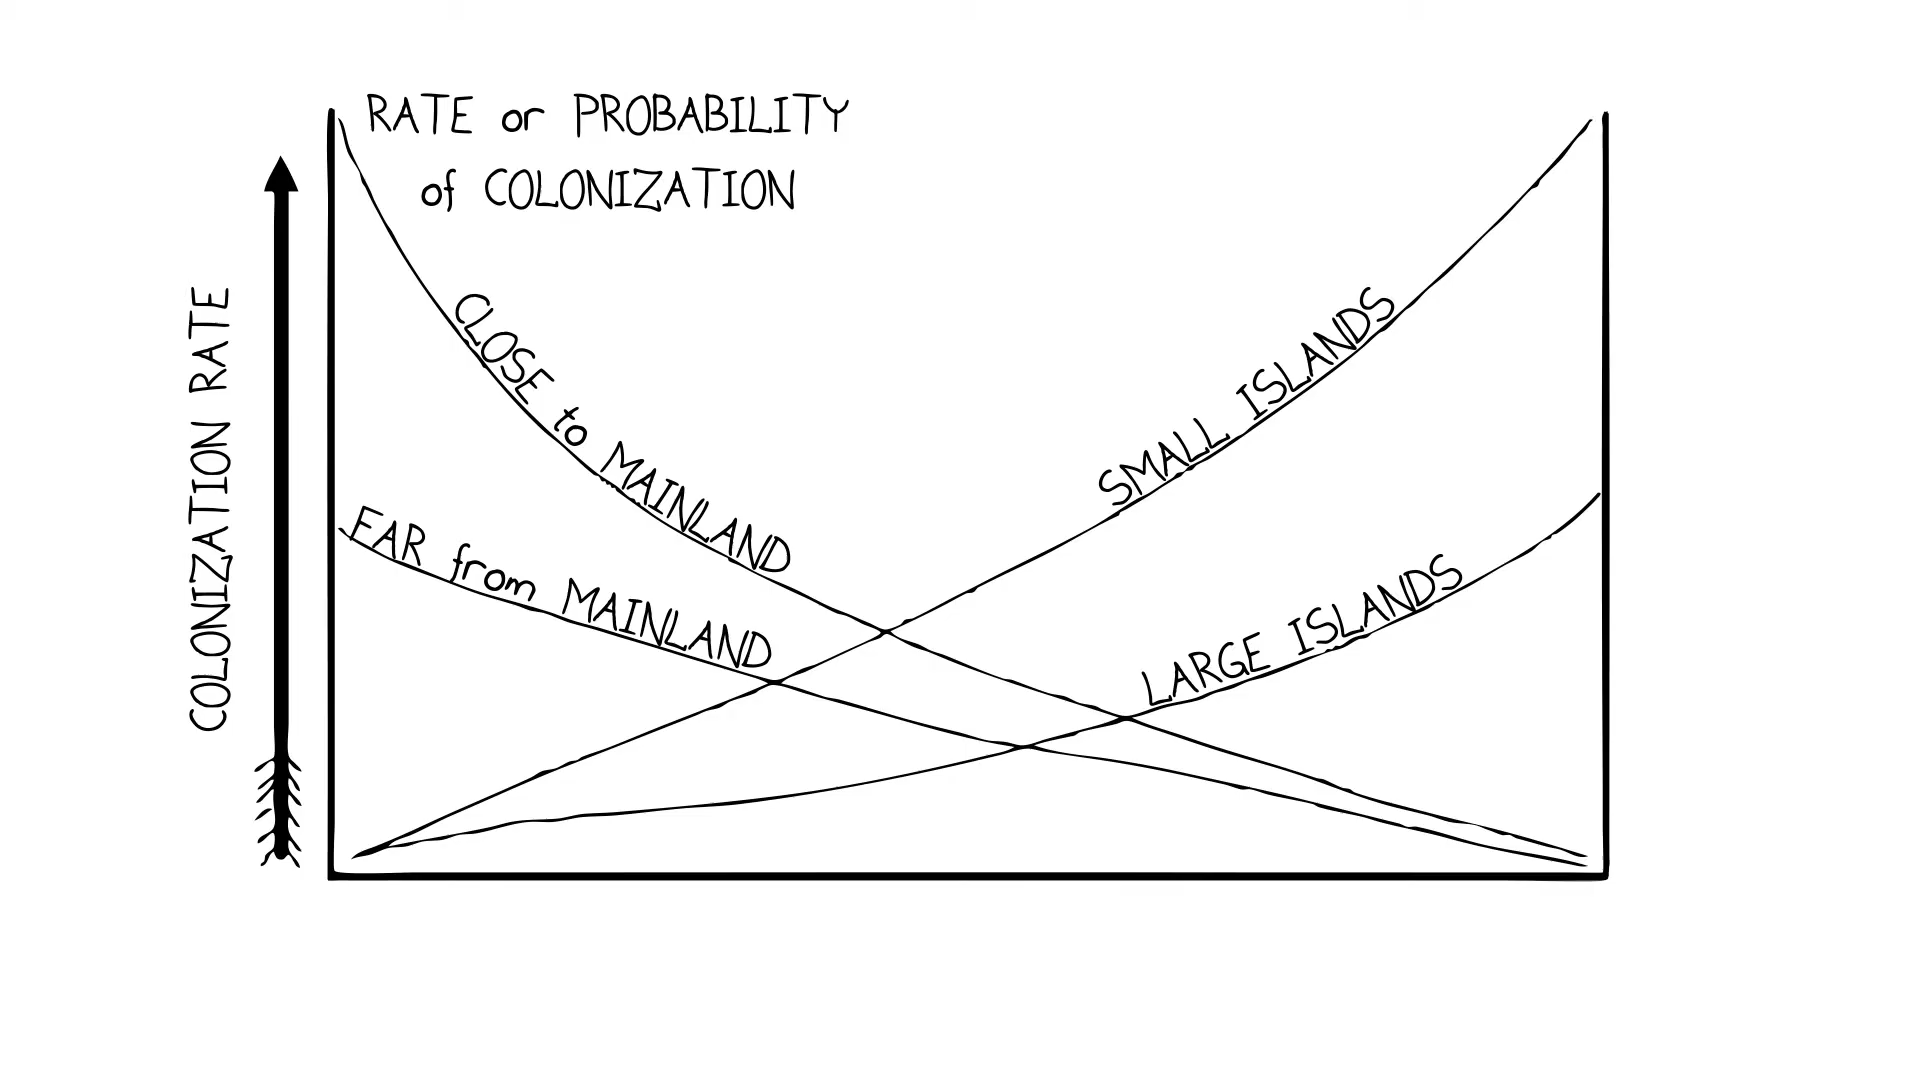 RATE or PROBABILITY
of COLONIZATION
COLONIZATION RATE
CLOSE to MAINLAND
FAR from MAINLAND
SMALL ISLANDS
LARGE ISLANDS